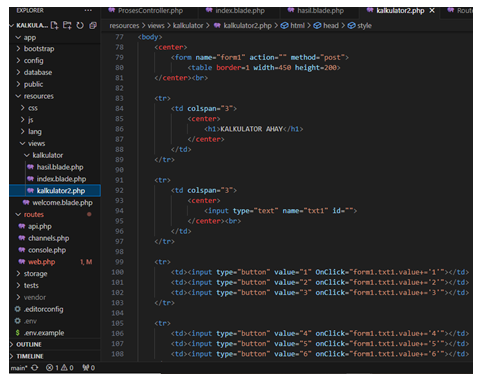 EXPLORER
ProsesController.php index.blade.php hasil.blade.php kalkulator2.php
resources > views > kalkulator > kalkulator2.php > html > head > style
app
bootstrap
config
database
public
resources
css
js
lang
views
kalkulator
hasil.blade.php
index.blade.php
kalkulator2.php
welcome.blade.php
routes
api.php
channels.php
console.php
web.php 1, M
storage
tests
vendor
.editorconfig
.env
.env.example
OUTLINE
TIMELINE
77 <body>
78 <center>
79 <form name="form1" action="" method="post">
80 <table border=1 width=450 height=200>
81 </center><br>
82
83 <tr>
84 <td colspan="3">
85 <center>
86 <h1>KALKULATOR AHAY</h1>
87 </center>
88 </td>
89 </tr>
90
91 <tr>
92 <td colspan="3">
93 <center>
94 <input type="text" name="txt1" id="">
95 </center><br>
96 </td>
97 </tr>
98
99 <tr>
100 <td><input type="button" value="1" OnClick="form1.txt1.value+='1'"></td>
101 <td><input type="button" value="2" onClick="form1.txt1.value+='2'"></td>
102 <td><input type="button" value="3" onClick="form1.txt1.value+='3'"></td>
103 </tr>
104
105 <tr>
106 <td><input type="button" value="4" onClick="form1.txt1.value+='4'"></td>
107 <td><input type="button" value="5" onClick="form1.txt1.value+='5'"></td>
108 <td><input type="button" value="6" onClick="form1.txt1.value+='6'"></td>
main* 1 0 0